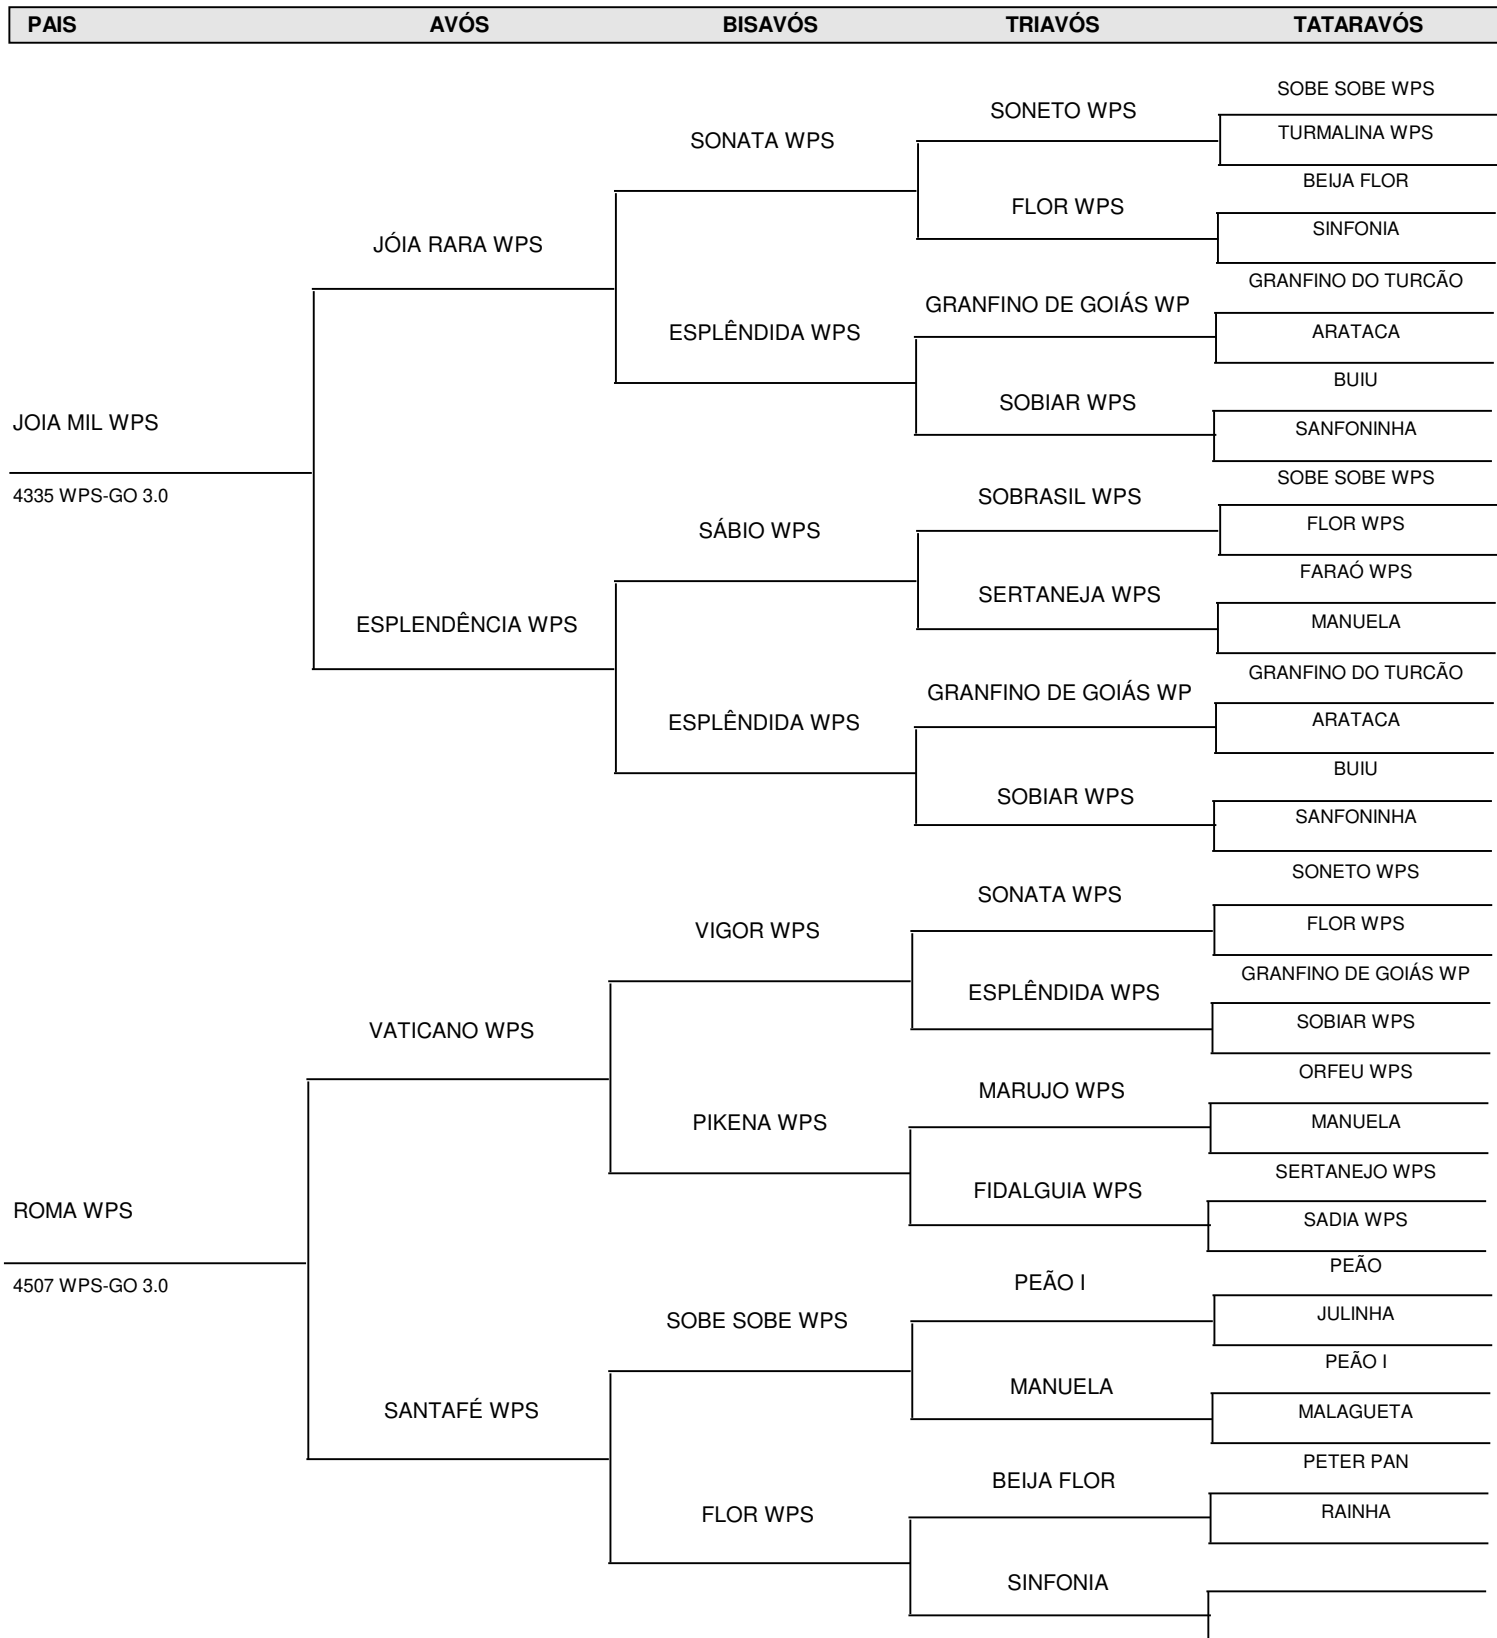 PAIS AVÓS BISAVÓS TRIAVÓS TATARAVÓS
SOBE SOBE WPS
SONETO WPS
TURMALINA WPS
SONATA WPS
BEIJA FLOR
FLOR WPS
SINFONIA
JÓIA RARA WPS
GRANFINO DO TURCÃO
GRANFINO DE GOIÁS WP
ARATACA
ESPLÊNDIDA WPS
BUIU
SOBIAR WPS
SANFONINHA
JOIA MIL WPS
4335 WPS-GO 3.0
SOBE SOBE WPS
SOBRASIL WPS
FLOR WPS
SÁBIO WPS
FARAÓ WPS
SERTANEJA WPS
MANUELA
ESPLENDÊNCIA WPS
GRANFINO DO TURCÃO
GRANFINO DE GOIÁS WP
ARATACA
ESPLÊNDIDA WPS
BUIU
SOBIAR WPS
SANFONINHA
SONETO WPS
SONATA WPS
FLOR WPS
VIGOR WPS
GRANFINO DE GOIÁS WP
ESPLÊNDIDA WPS
SOBIAR WPS
VATICANO WPS
ORFEU WPS
MARUJO WPS
MANUELA
PIKENA WPS
SERTANEJO WPS
FIDALGUIA WPS
SADIA WPS
ROMA WPS
4507 WPS-GO 3.0
PEÃO
PEÃO I
JULINHA
SOBE SOBE WPS
PEÃO I
MANUELA
MALAGUETA
SANTAFÉ WPS
PETER PAN
BEIJA FLOR
RAINHA
FLOR WPS
SINFONIA